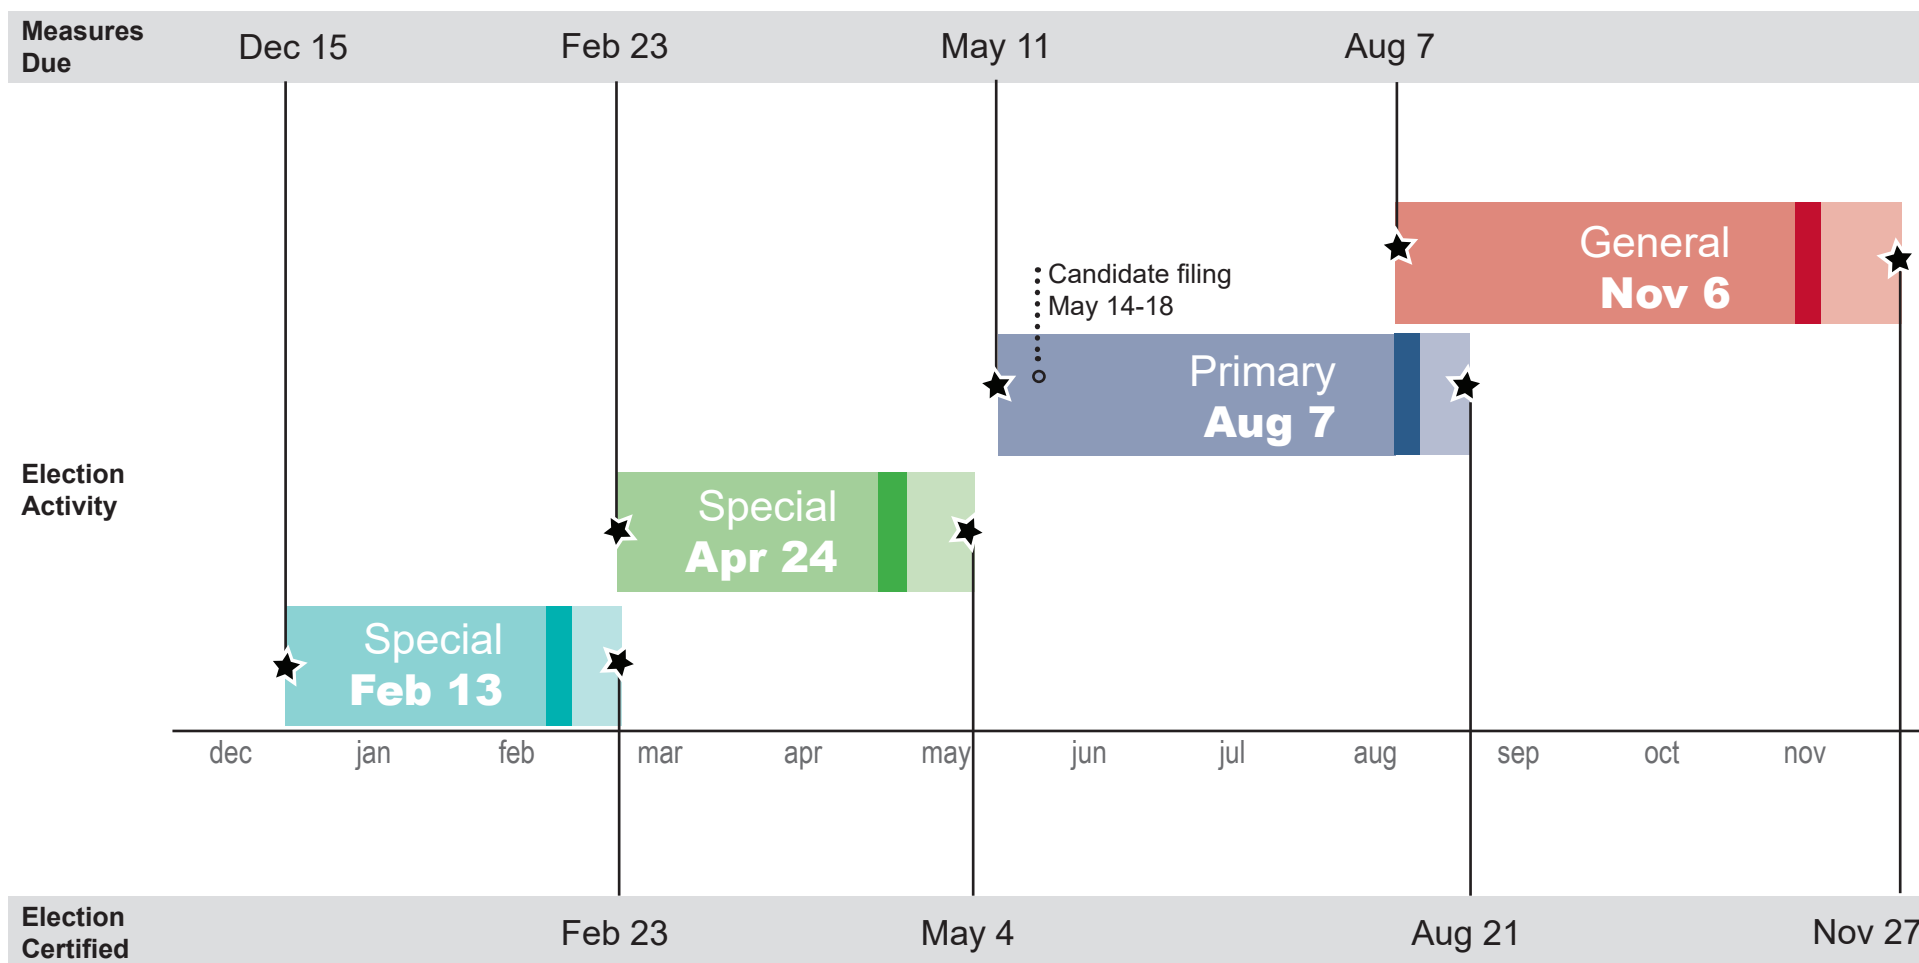 Measures
Due
Dec 15
Feb 23
May 11
Aug 7
General
Nov 6
Candidate filing
May 14-18
Primary
Aug 7
Election
Activity
Special
Apr 24
Special
Feb 13
dec
jan
feb
mar
apr
may
jun
jul
aug
sep
oct
nov
Election
Certified
Feb 23
May 4
Aug 21
Nov 27